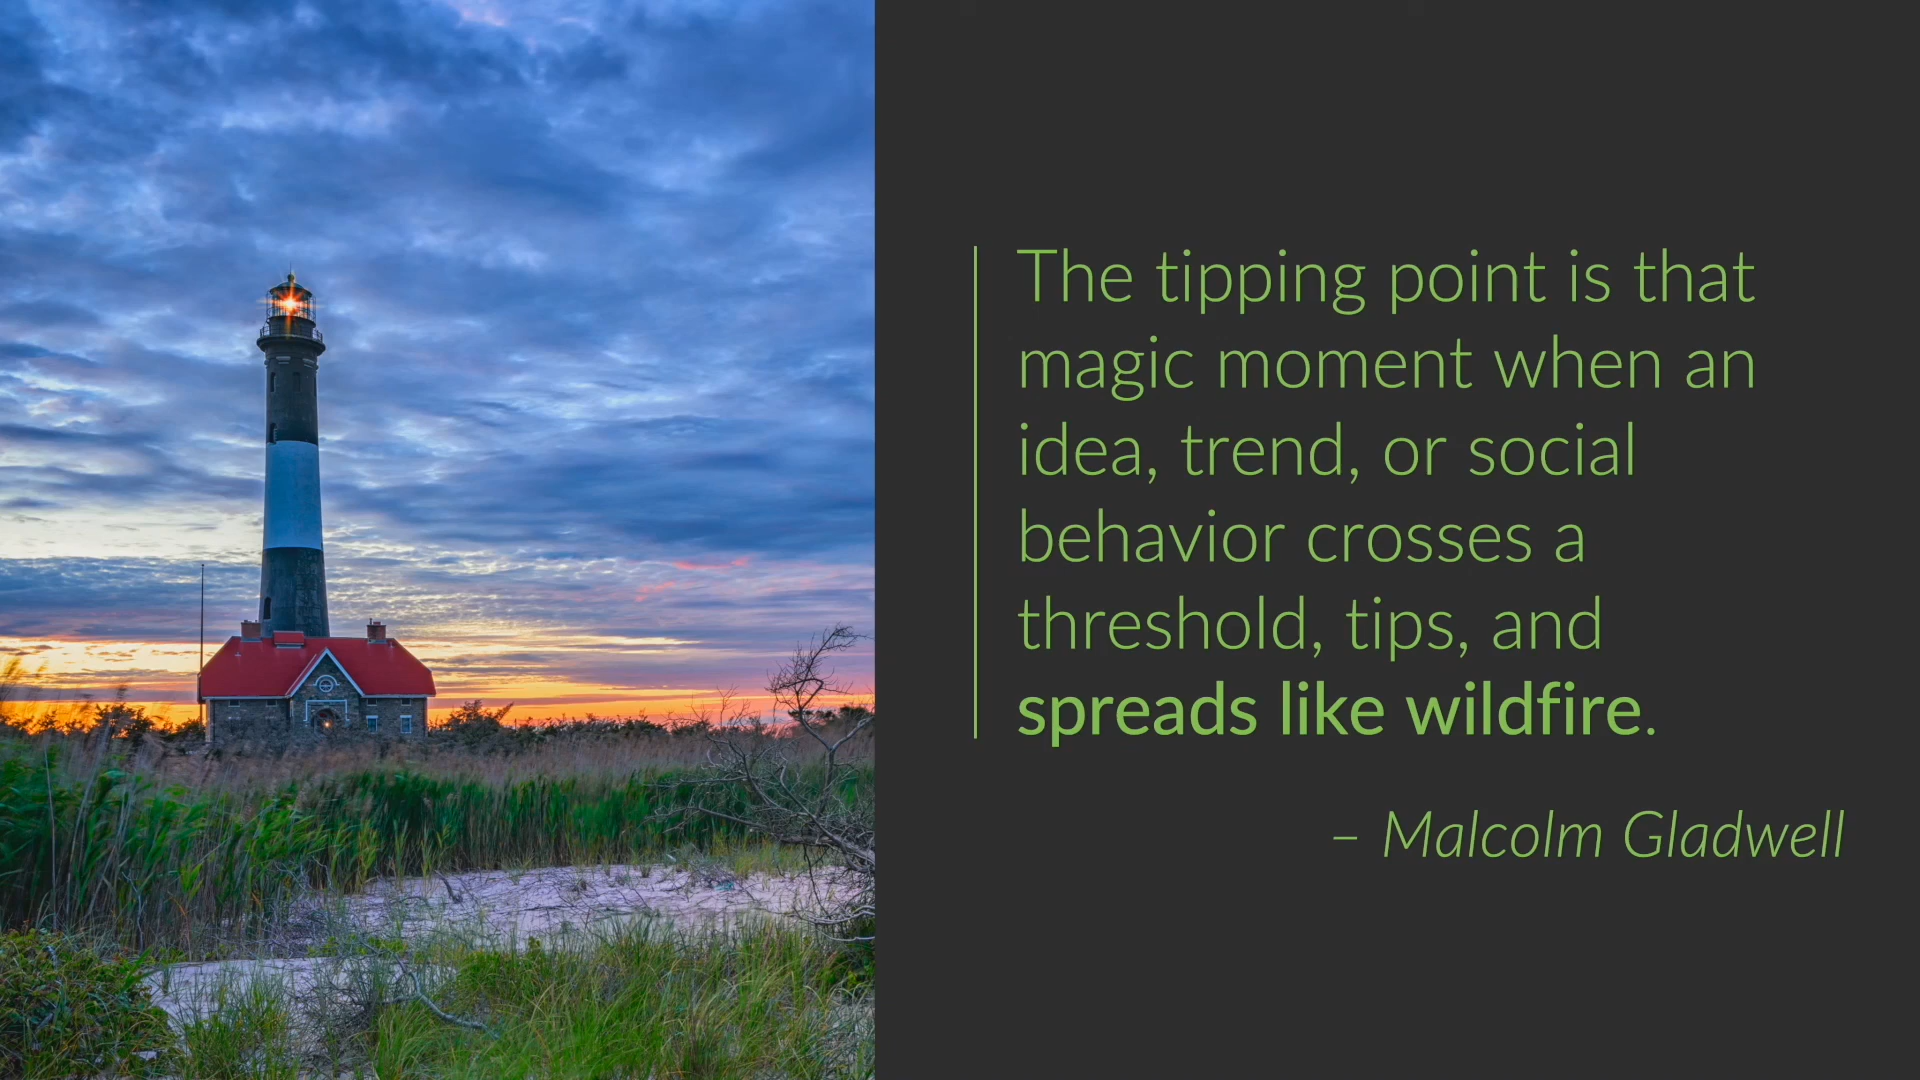 The tipping point is that
magic moment when an
idea, trend, or social
behavior crosses a
threshold, tips, and
spreads like wildfire.
– Malcolm Gladwell